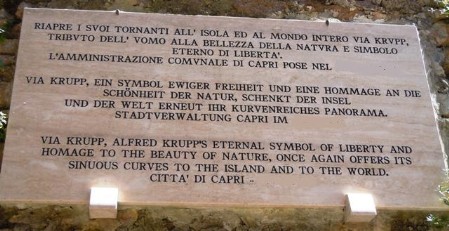 RIAPRE I SVOI TORNANTI ALL' ISOLA ED AL MONDO INTERO VIA KRVPP,
TRIBVTO DELL' VOMO ALLA BELLEZZA DELLA NATVRA E SIMBOLO
ETERNO DI LIBERTA'.
L'AMMINISTRAZIONE COMVNALE DI CAPRI POSE NEL
VIA KRUPP, EIN SYMBOL EWIGER FREIHEIT UND EINE HOMMAGE AN DIE
SCHÖNHEIT DER NATUR, SCHENKT DER INSEL
UND DER WELT ERNEUT IHR KURVENREICHES PANORAMA.
STADTVERWALTUNG CAPRI IM
VIA KRUPP, ALFRED KRUPP'S ETERNAL SYMBOL OF LIBERTY AND
HOMAGE TO THE BEAUTY OF NATURE, ONCE AGAIN OFFERS ITS
SINUOUS CURVES TO THE ISLAND AND TO THE WORLD.
CITTA' DI CAPRI -